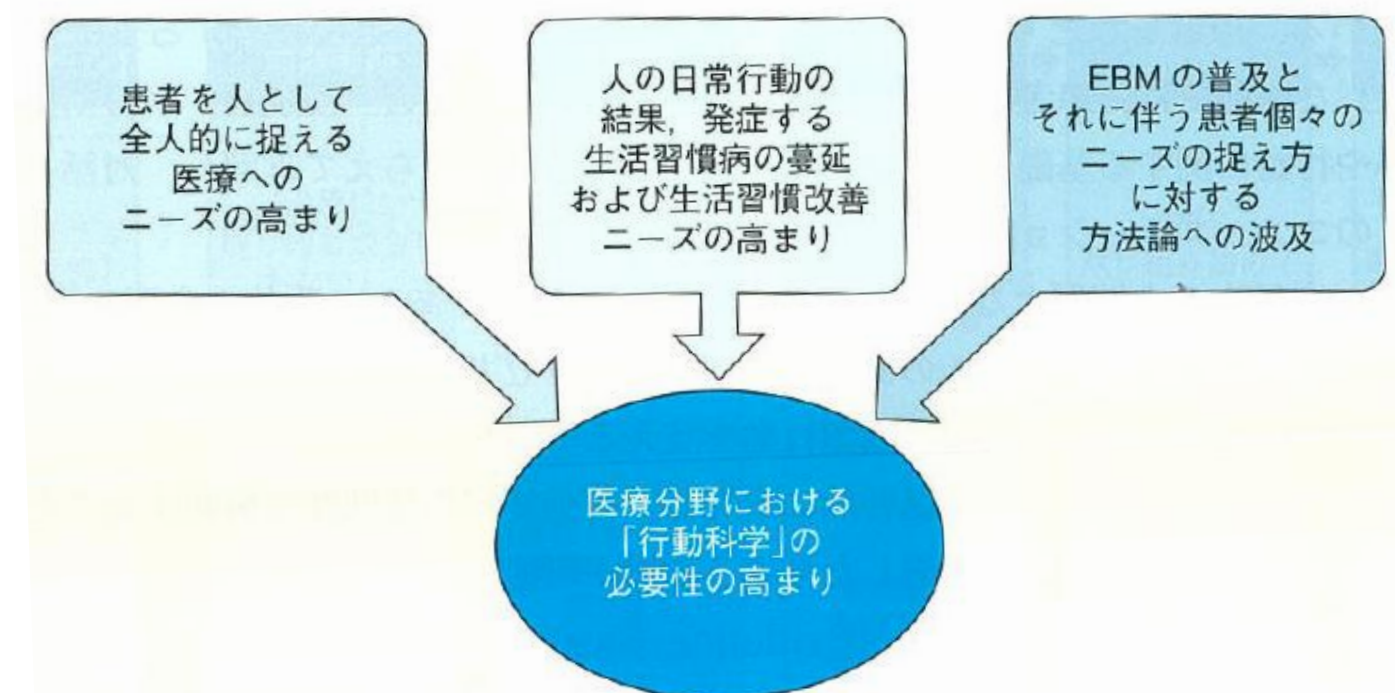 患者を人として
全人的に捉える
医療への
ニーズの高まり
人の日常行動の
結果，発症する
生活習慣病の蔓延
および生活習慣改善
ニーズの高まり
EBM の普及と
それに伴う患者個々の
ニーズの捉え方
に対する
方法論への波及
医療分野における
「行動科学」の
必要性の高まり